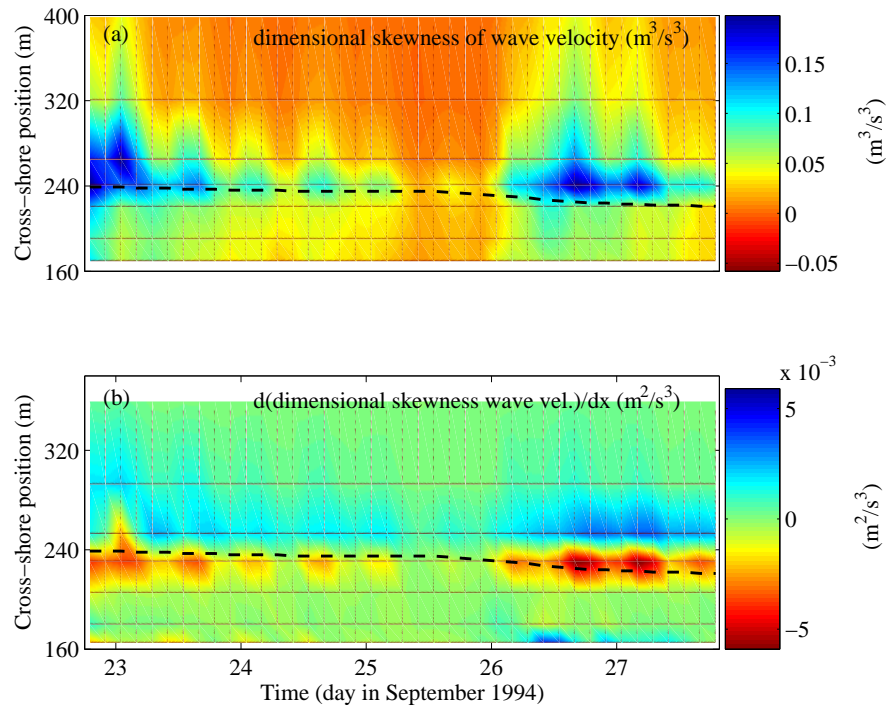 400
320
240
160
Cross−shore position (m)
(a)
dimensional skewness of wave velocity (m³/s³)
0.15
0.1
0.05
0
−0.05
(m³/s³)
320
240
160
Cross−shore position (m)
(b)
d(dimensional skewness wave vel.)/dx (m²/s³)
x 10⁻³
5
0
−5
(m²/s³)
23
24
25
26
27
Time (day in September 1994)